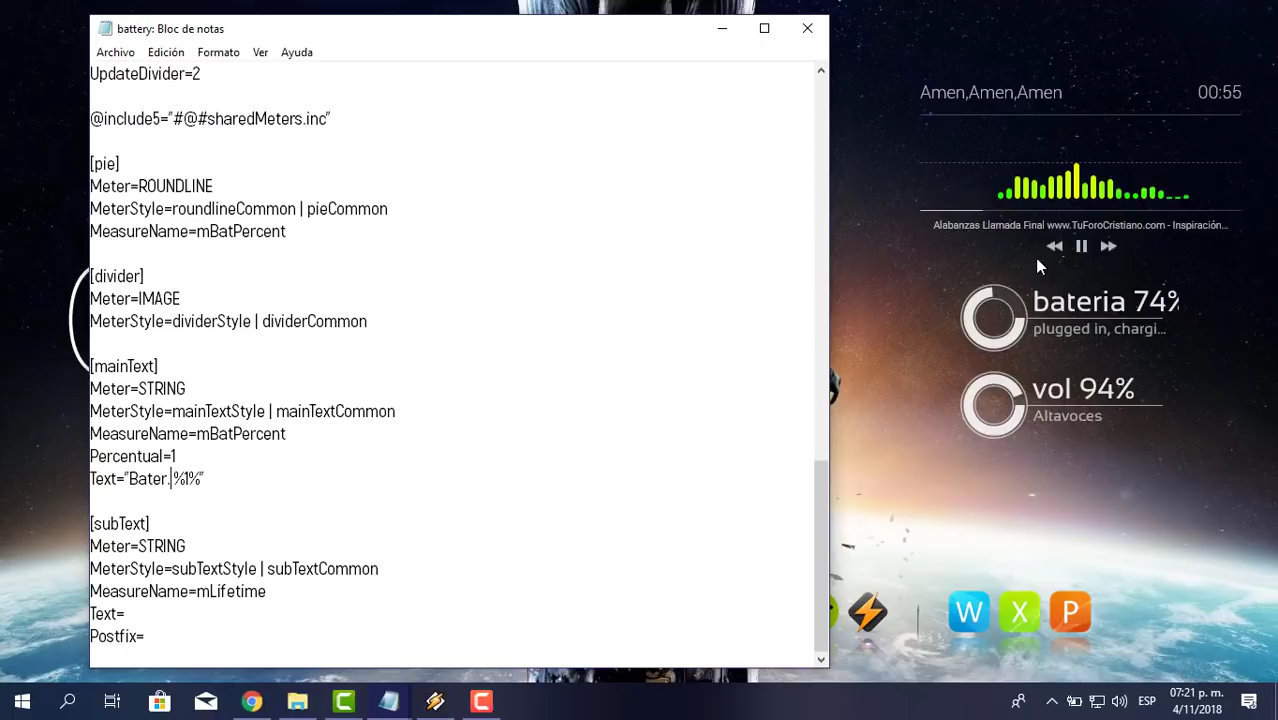 battery: Bloc de notas
Archivo Edición Formato Ver Ayuda
UpdateDivider=2
@include5="#@#sharedMeters.inc"
[pie]
Meter=ROUNDLINE
MeterStyle=roundlineCommon | pieCommon
MeasureName=mBatPercent
[divider]
Meter=IMAGE
MeterStyle=dividerStyle | dividerCommon
[mainText]
Meter=STRING
MeterStyle=mainTextStyle | mainTextCommon
MeasureName=mBatPercent
Percentual=1
Text="Bater.%1%"
[subText]
Meter=STRING
MeterStyle=subTextStyle | subTextCommon
MeasureName=mLifetime
Text=
Postfix=
Amen,Amen,Amen 00:55
Alabanzas Llamada Final www.TuForoCristiano.com - Inspiración...
bateria 74%
plugged in, chargi...
vol 94%
Altavoces
W X P
ESP
07:21 p. m.
4/11/2018